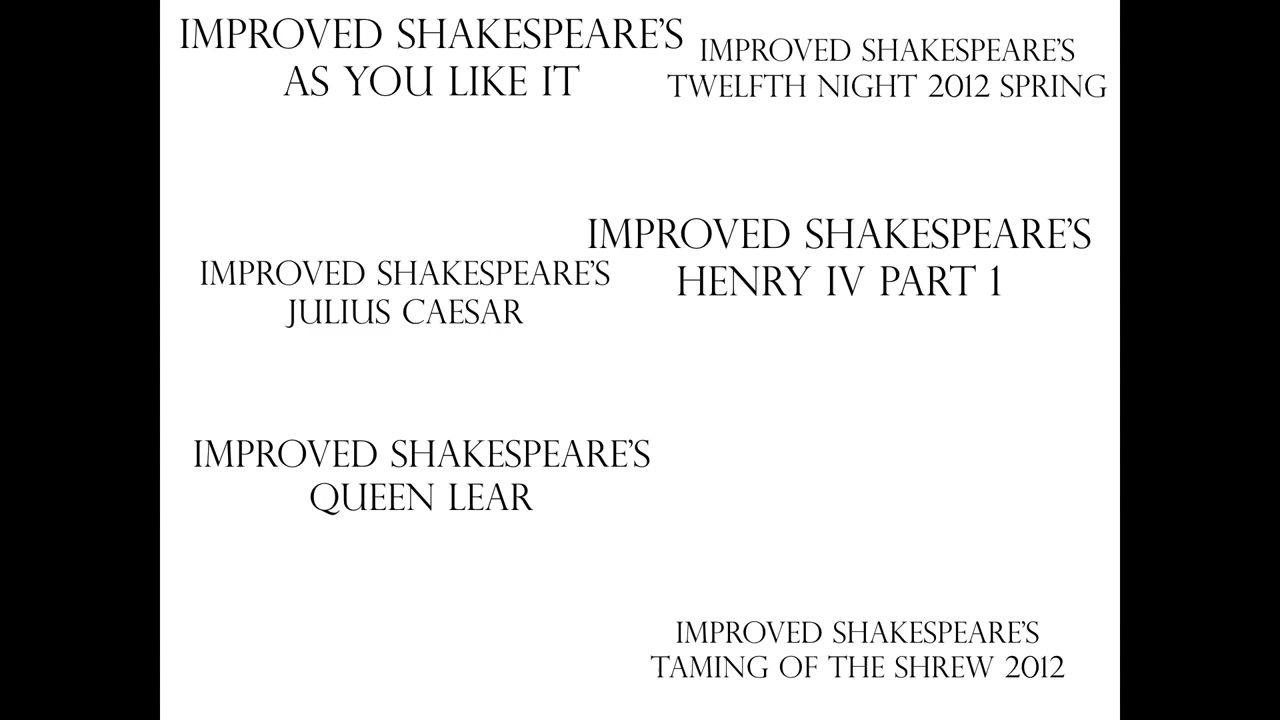 IMPROVED SHAKESPEARE'S
AS YOU LIKE IT
IMPROVED SHAKESPEARE'S
TWELFTH NIGHT 2012 SPRING
IMPROVED SHAKESPEARE'S
HENRY IV PART 1
IMPROVED SHAKESPEARE'S
JULIUS CAESAR
IMPROVED SHAKESPEARE'S
QUEEN LEAR
IMPROVED SHAKESPEARE'S
TAMING OF THE SHREW 2012